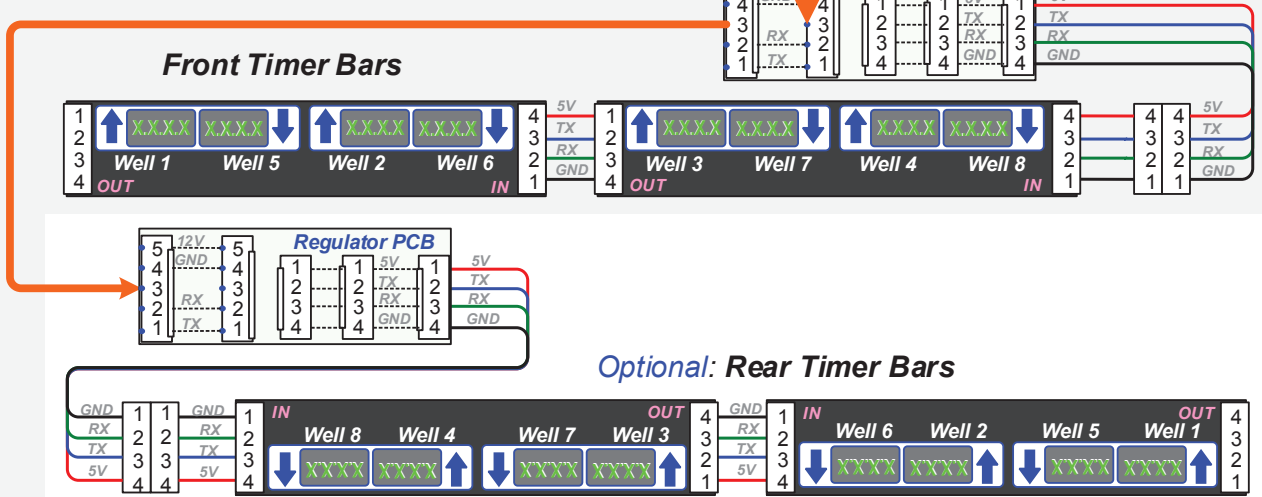 4 GND 4 1 1 5V 1 5V
3 3 2 2 TX 2 TX
2 RX 2 3 3 RX 3 RX
1 TX 1 4 4 GND 4 GND
Front Timer Bars
1 X.X.X.X X.X.X.X X.X.X.X X.X.X.X 4 5V 1 X.X.X.X X.X.X.X X.X.X.X X.X.X.X 4 4 4 5V
2 3 TX 2 3 3 3 TX
3 Well 1 Well 5 Well 2 Well 6 2 RX 3 Well 3 Well 7 Well 4 Well 8 2 2 2 RX
4 OUT IN 1 GND 4 OUT IN 1 1 1 GND
Regulator PCB
5 12V 5 1 1 5V 1 5V
4 GND 4 2 2 TX 2 TX
3 3 3 3 RX 3 RX
2 RX 2 4 4 GND 4 GND
1 TX 1
Optional: Rear Timer Bars
GND 1 1 GND 1 IN OUT 4 GND 1 IN OUT 4
RX 2 2 RX 2 Well 8 Well 4 Well 7 Well 3 3 RX 2 Well 6 Well 2 Well 5 Well 1 3
TX 3 3 TX 3 X.X.X.X X.X.X.X X.X.X.X X.X.X.X 2 TX 3 X.X.X.X X.X.X.X X.X.X.X X.X.X.X 2
5V 4 4 5V 4 1 5V 4 1